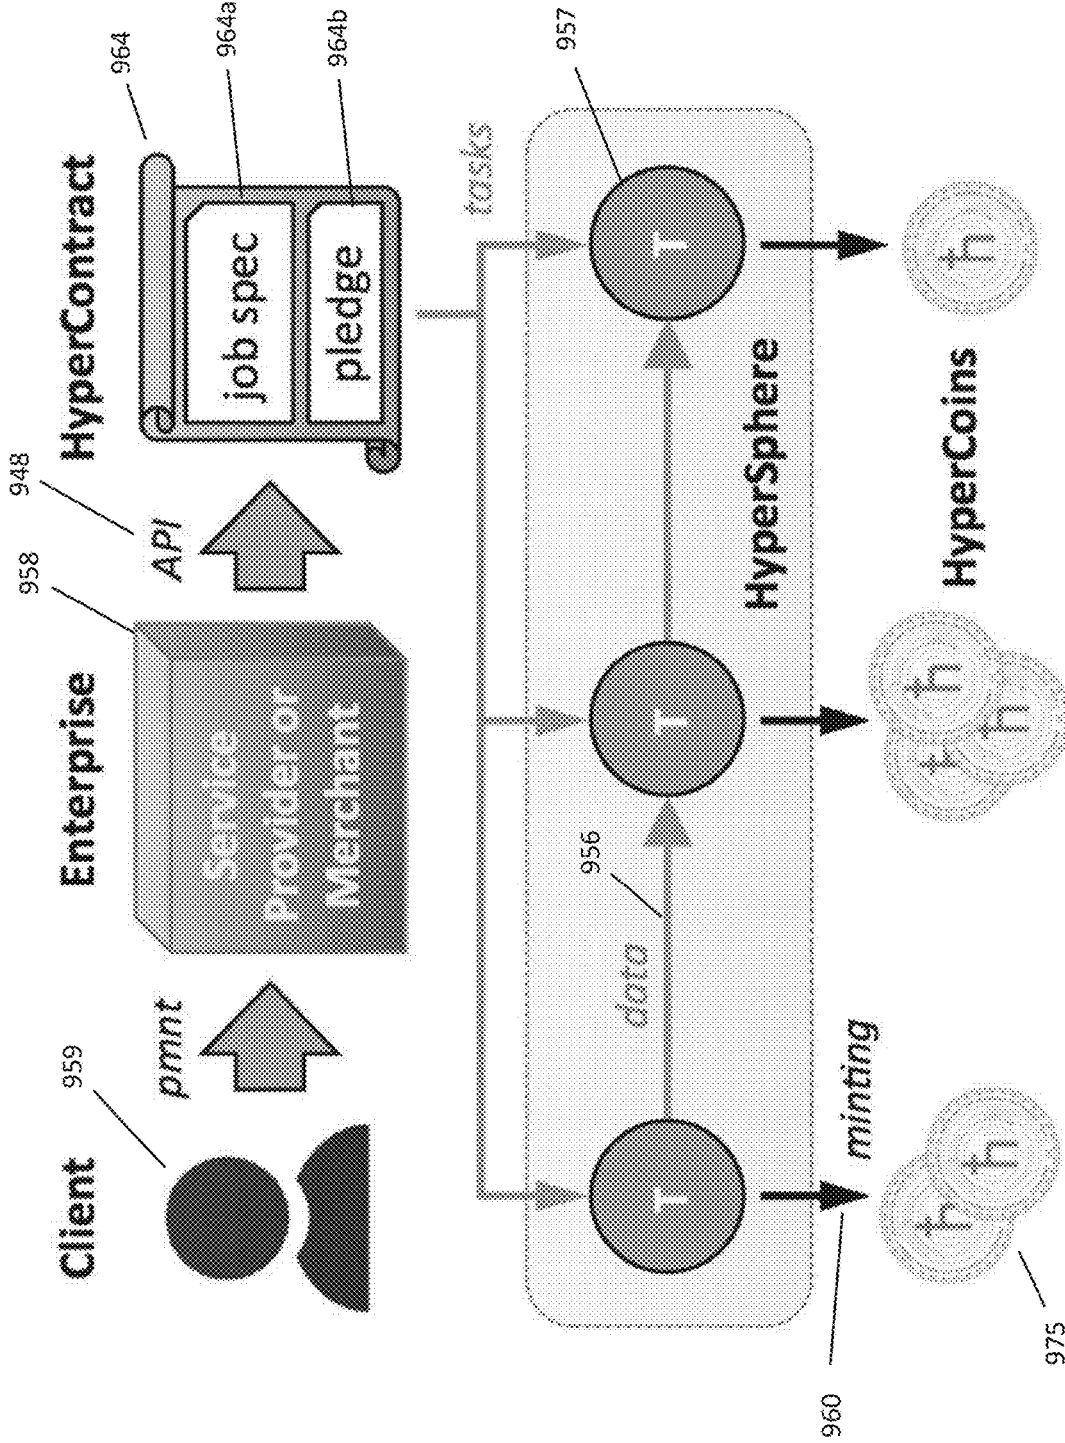 Client
Enterprise
HyperContract
959
958
948
964
964a
964b
pmnt
API
Service
Provider or
Merchant
job spec
pledge
tasks
957
data
956
T
T
T
HyperSphere
minting
960
975
HyperCoins
ħ
ħ
ħ
ħ
ħ
ħ